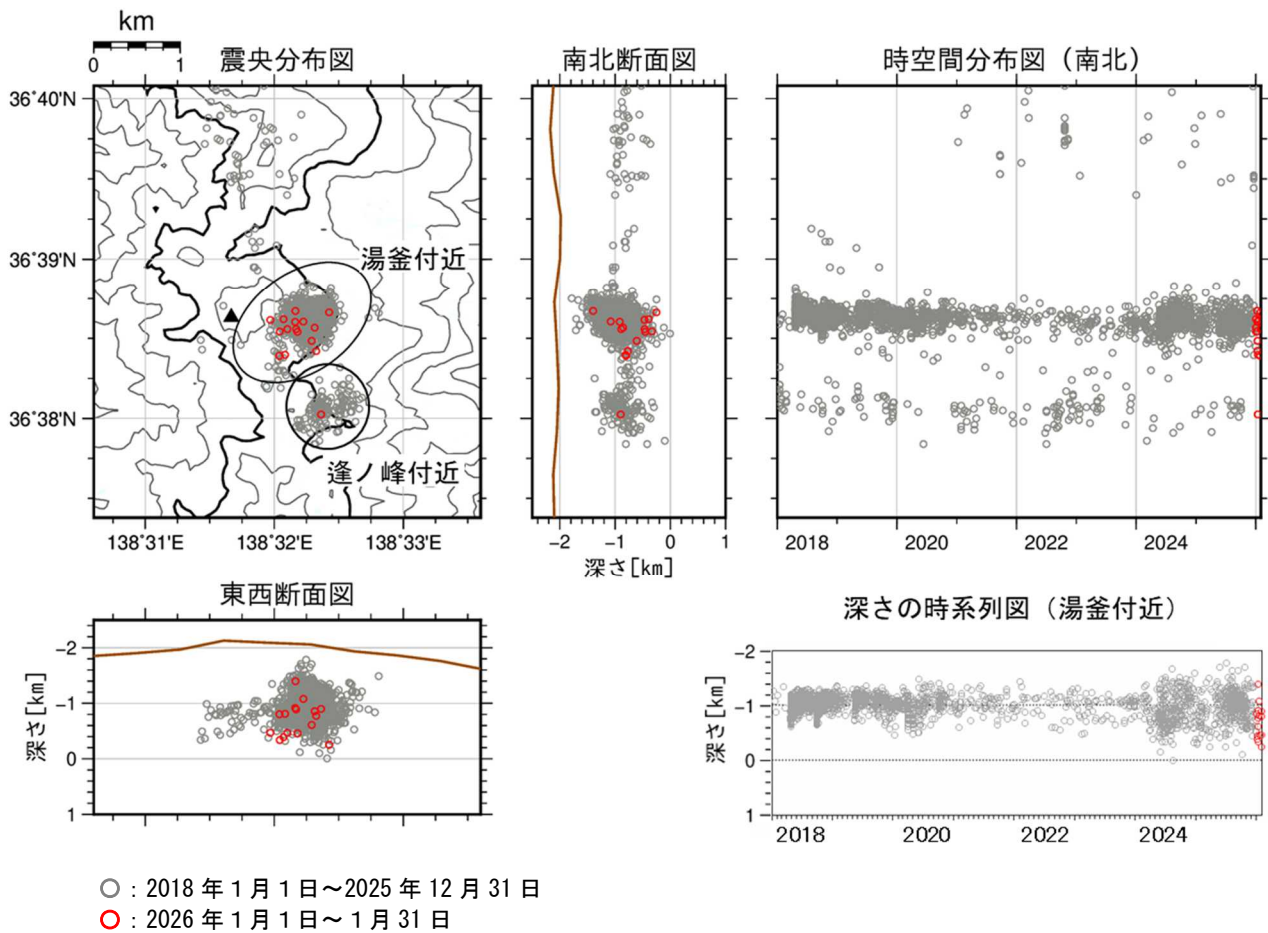 km
0 1
震央分布図
南北断面図
時空間分布図（南北）
36°40'N
36°39'N
36°38'N
湯釜付近
逢ノ峰付近
138°31'E 138°32'E 138°33'E
-2 -1 0 1
深さ[km]
2018 2020 2022 2024
東西断面図
深さの時系列図（湯釜付近）
深さ[km]
-2
-1
0
1
深さ[km]
-2
-1
0
1
2018 2020 2022 2024
：2018 年１月１日～2025 年 12 月 31 日
：2026 年１月１日～１月 31 日